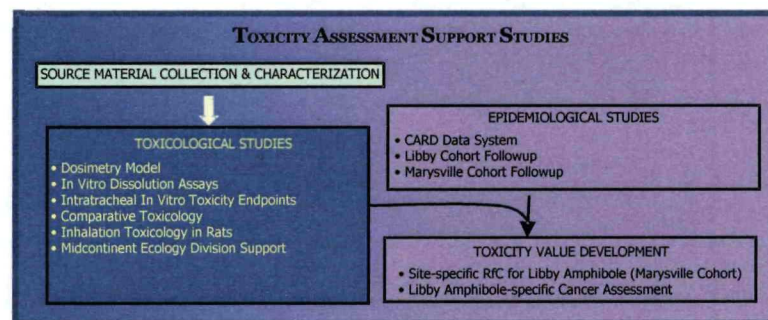 TOXICITY ASSESSMENT SUPPORT STUDIES
SOURCE MATERIAL COLLECTION & CHARACTERIZATION
TOXICOLOGICAL STUDIES
• Dosimetry Model
• In Vitro Dissolution Assays
• Intratracheal In Vitro Toxicity Endpoints
• Comparative Toxicology
• Inhalation Toxicology in Rats
• Midcontinent Ecology Division Support
EPIDEMIOLOGICAL STUDIES
• CARD Data System
• Libby Cohort Followup
• Marysville Cohort Followup
TOXICITY VALUE DEVELOPMENT
• Site-specific RfC for Libby Amphibole (Marysville Cohort)
• Libby Amphibole-specific Cancer Assessment